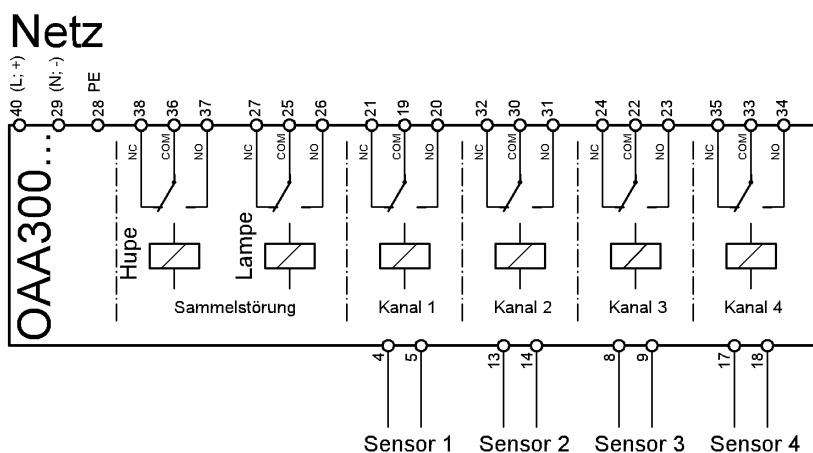 Netz
40 (L; +)
29 (N; -)
28 PE
38
36
37
27
25
26
21
19
20
32
30
31
24
22
23
35
33
34
NC
COM
NO
NC
COM
NO
NC
COM
NO
NC
COM
NO
NC
COM
NO
NC
COM
NO
OAA300...
Hupe
Lampe
Sammelstörung
Kanal 1
Kanal 2
Kanal 3
Kanal 4
4
5
13
14
8
9
17
18
Sensor 1
Sensor 2
Sensor 3
Sensor 4